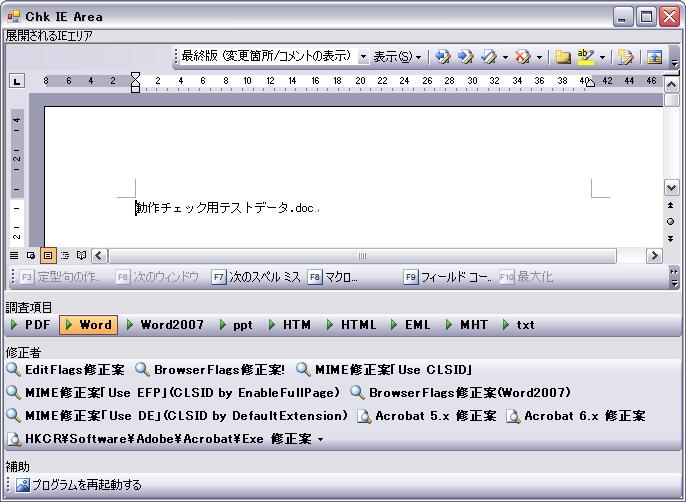 Chk IE Area
展開されるIEエリア
最終版 (変更箇所/コメントの表示) 表示(S)
L 8 6 4 2 2 4 6 8 10 12 14 16 18 20 22 24 26 28 30 32 34 36 38 40 42 44 46
動作チェック用テストデータ.doc
F3 定型句の作.. F6 次のウィンドウ F7 次のスペル ミス F8 マクロ... F9 フィールド コー.. F10 最大化
調査項目
PDF Word Word2007 ppt HTM HTML EML MHT txt
修正者
EditFlags修正案 BrowserFlags修正案! MIME修正案「Use CLSID」
MIME修正案「Use EFP」(CLSID by EnableFullPage) BrowserFlags修正案(Word2007)
MIME修正案「Use DE」(CLSID by DefaultExtension) Acrobat 5.x 修正案 Acrobat 6.x 修正案
HKCR¥Software¥Adobe¥Acrobat¥Exe 修正案
補助
プログラムを再起動する